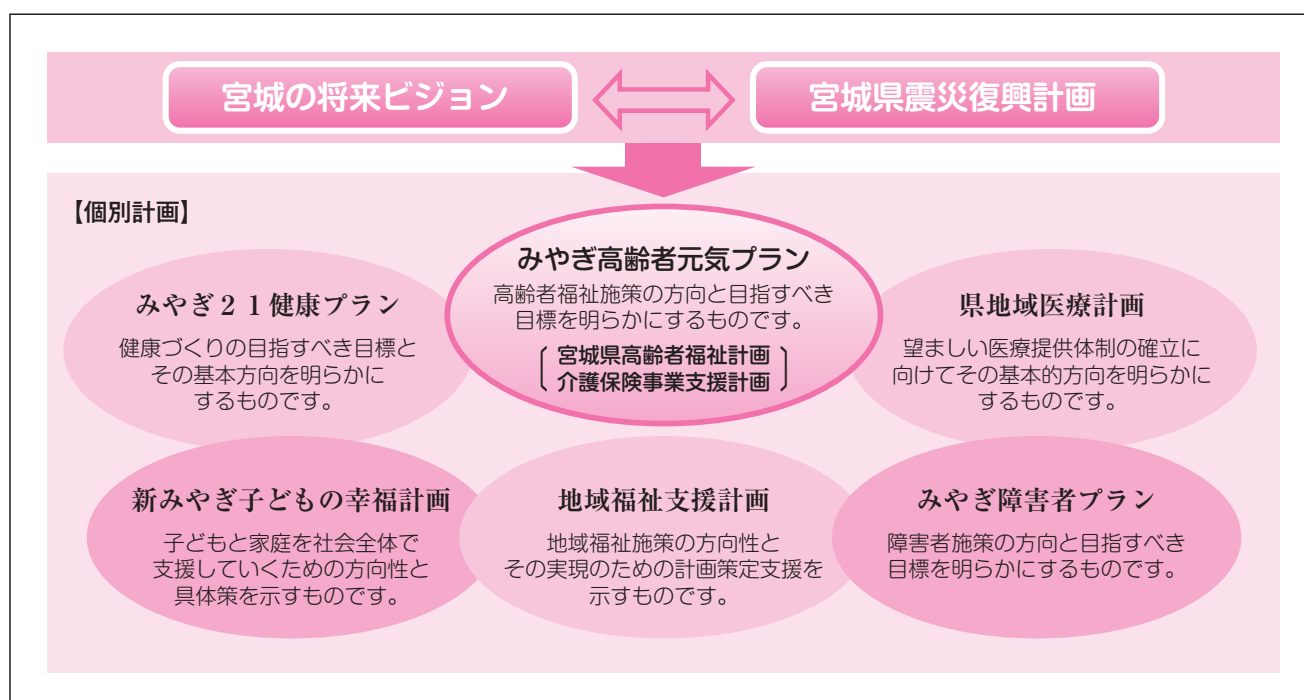 宮城の将来ビジョン
宮城県震災復興計画
【個別計画】
みやぎ高齢者元気プラン
高齢者福祉施策の方向と目指すべき
目標を明らかにするものです。
宮城県高齢者福祉計画
介護保険事業支援計画
みやぎ２１健康プラン
健康づくりの目指すべき目標と
その基本方向を明らかに
するものです。
県地域医療計画
望ましい医療提供体制の確立に
向けてその基本的方向を明らかに
するものです。
新みやぎ子どもの幸福計画
子どもと家庭を社会全体で
支援していくための方向性と
具体策を示すものです。
地域福祉支援計画
地域福祉施策の方向性と
その実現のための計画策定支援を
示すものです。
みやぎ障害者プラン
障害者施策の方向と目指すべき
目標を明らかにするものです。